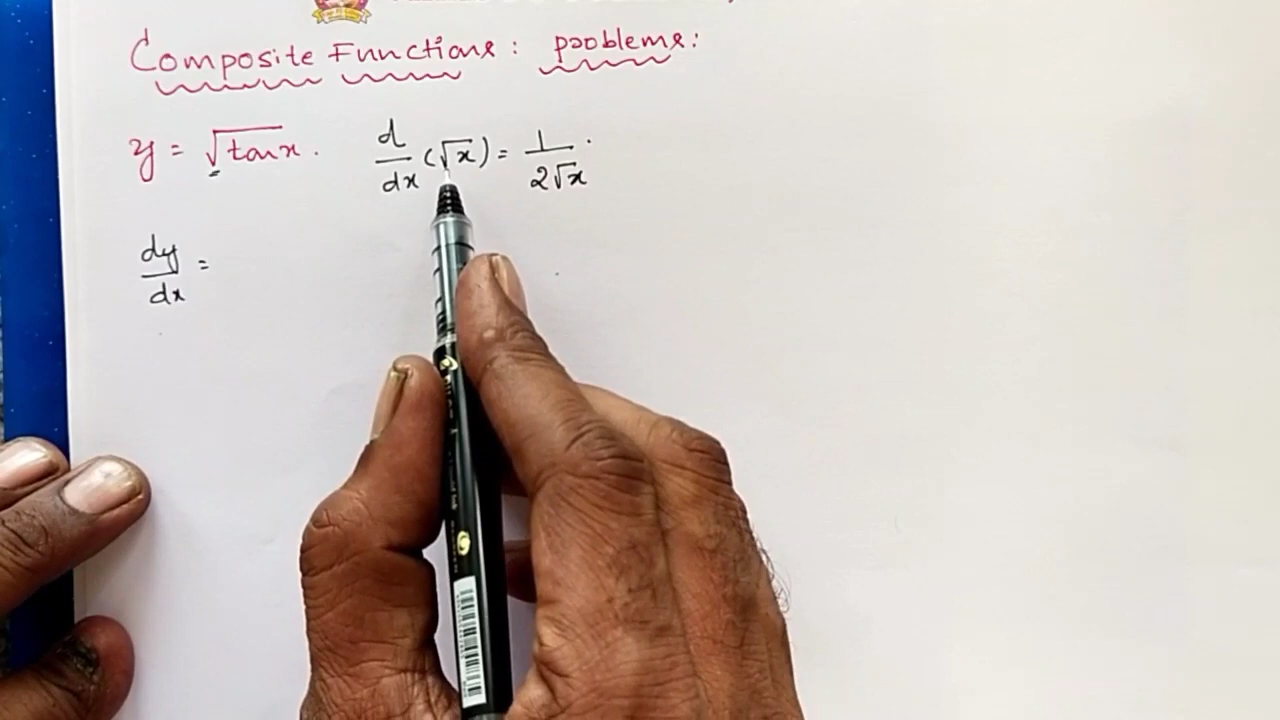 Composite Functions: problems:
y = √tanx. d/dx (√x) = 1/2√x.
dy/dx =